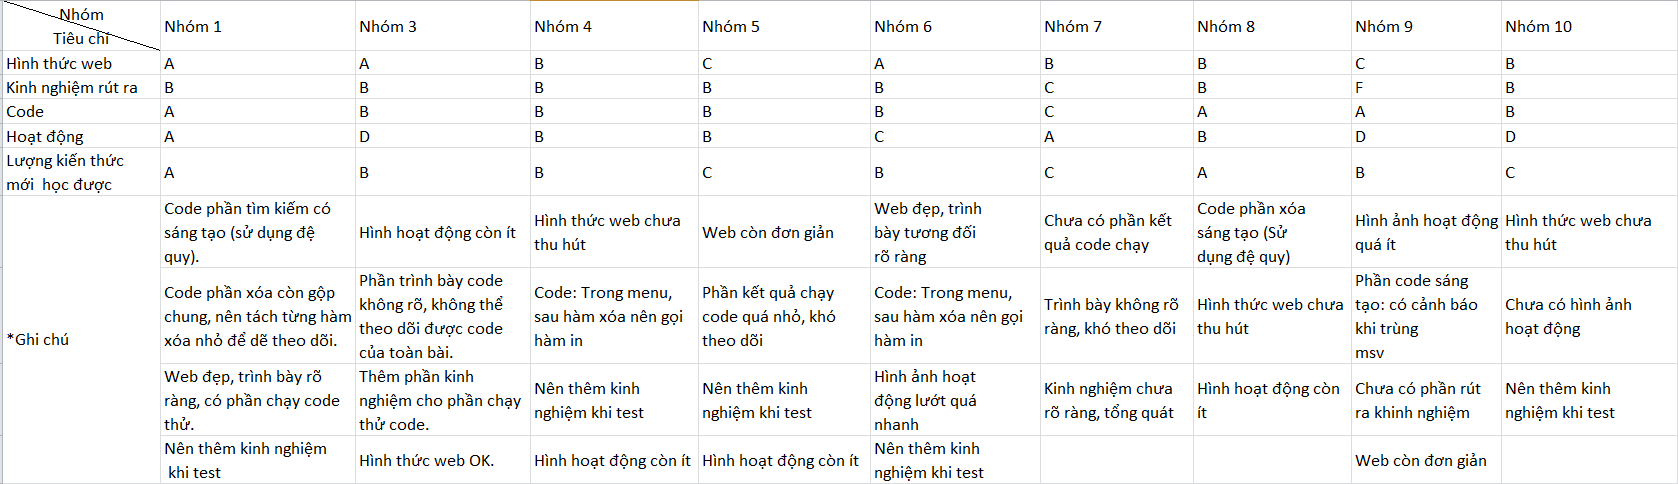 Nhóm
Tiêu chí
Nhóm 1
Nhóm 3
Nhóm 4
Nhóm 5
Nhóm 6
Nhóm 7
Nhóm 8
Nhóm 9
Nhóm 10
Hình thức web
A
A
B
C
A
B
B
C
B
Kinh nghiệm rút ra
B
B
B
B
B
C
B
F
B
Code
A
B
B
B
B
C
A
A
B
Hoạt động
A
D
B
B
C
A
B
D
D
Lượng kiến thức
mới  học được
A
B
B
C
B
C
A
B
C
*Ghi chú
Code phần tìm kiếm có
sáng tạo (sử dụng đệ
quy).
Hình hoạt động còn ít
Hình thức web chưa
thu hút
Web còn đơn giản
Web đẹp, trình
bày tương đối
rõ ràng
Chưa có phần kết
quả code chạy
Code phần xóa
sáng tạo (Sử
dụng đệ quy)
Hình ảnh hoạt động
quá ít
Hình thức web chưa
thu hút
Code phần xóa còn gộp
chung, nên tách từng hàm
xóa nhỏ để dẽ theo dõi.
Phần trình bày code
không rõ, không thể
theo dõi được code
của toàn bài.
Code: Trong menu,
sau hàm xóa nên gọi
hàm in
Phần kết quả chạy
code quá nhỏ, khó
theo dõi
Code: Trong menu,
sau hàm xóa nên gọi
hàm in
Trình bày không rõ
ràng, khó theo dõi
Hình thức web chưa
thu hút
Phần code sáng
tạo: có cảnh báo
khi trùng
msv
Chưa có hình ảnh
hoạt động
Web đẹp, trình bày rõ
ràng, có phần chạy code
thử.
Thêm phần kinh
nghiệm cho phần chạy
thử code.
Nên thêm kinh
nghiệm khi test
Nên thêm kinh
nghiệm khi test
Hình ảnh hoạt
động lướt quá
nhanh
Kinh nghiệm chưa
rõ ràng, tổng quát
Hình hoạt động còn
ít
Chưa có phần rút
ra khinh nghiệm
Nên thêm kinh
nghiệm khi test
Nên thêm kinh nghiệm
khi test
Hình thức web OK.
Hình hoạt động còn ít
Hình hoạt động còn ít
Nên thêm kinh
nghiệm khi test
Web còn đơn giản